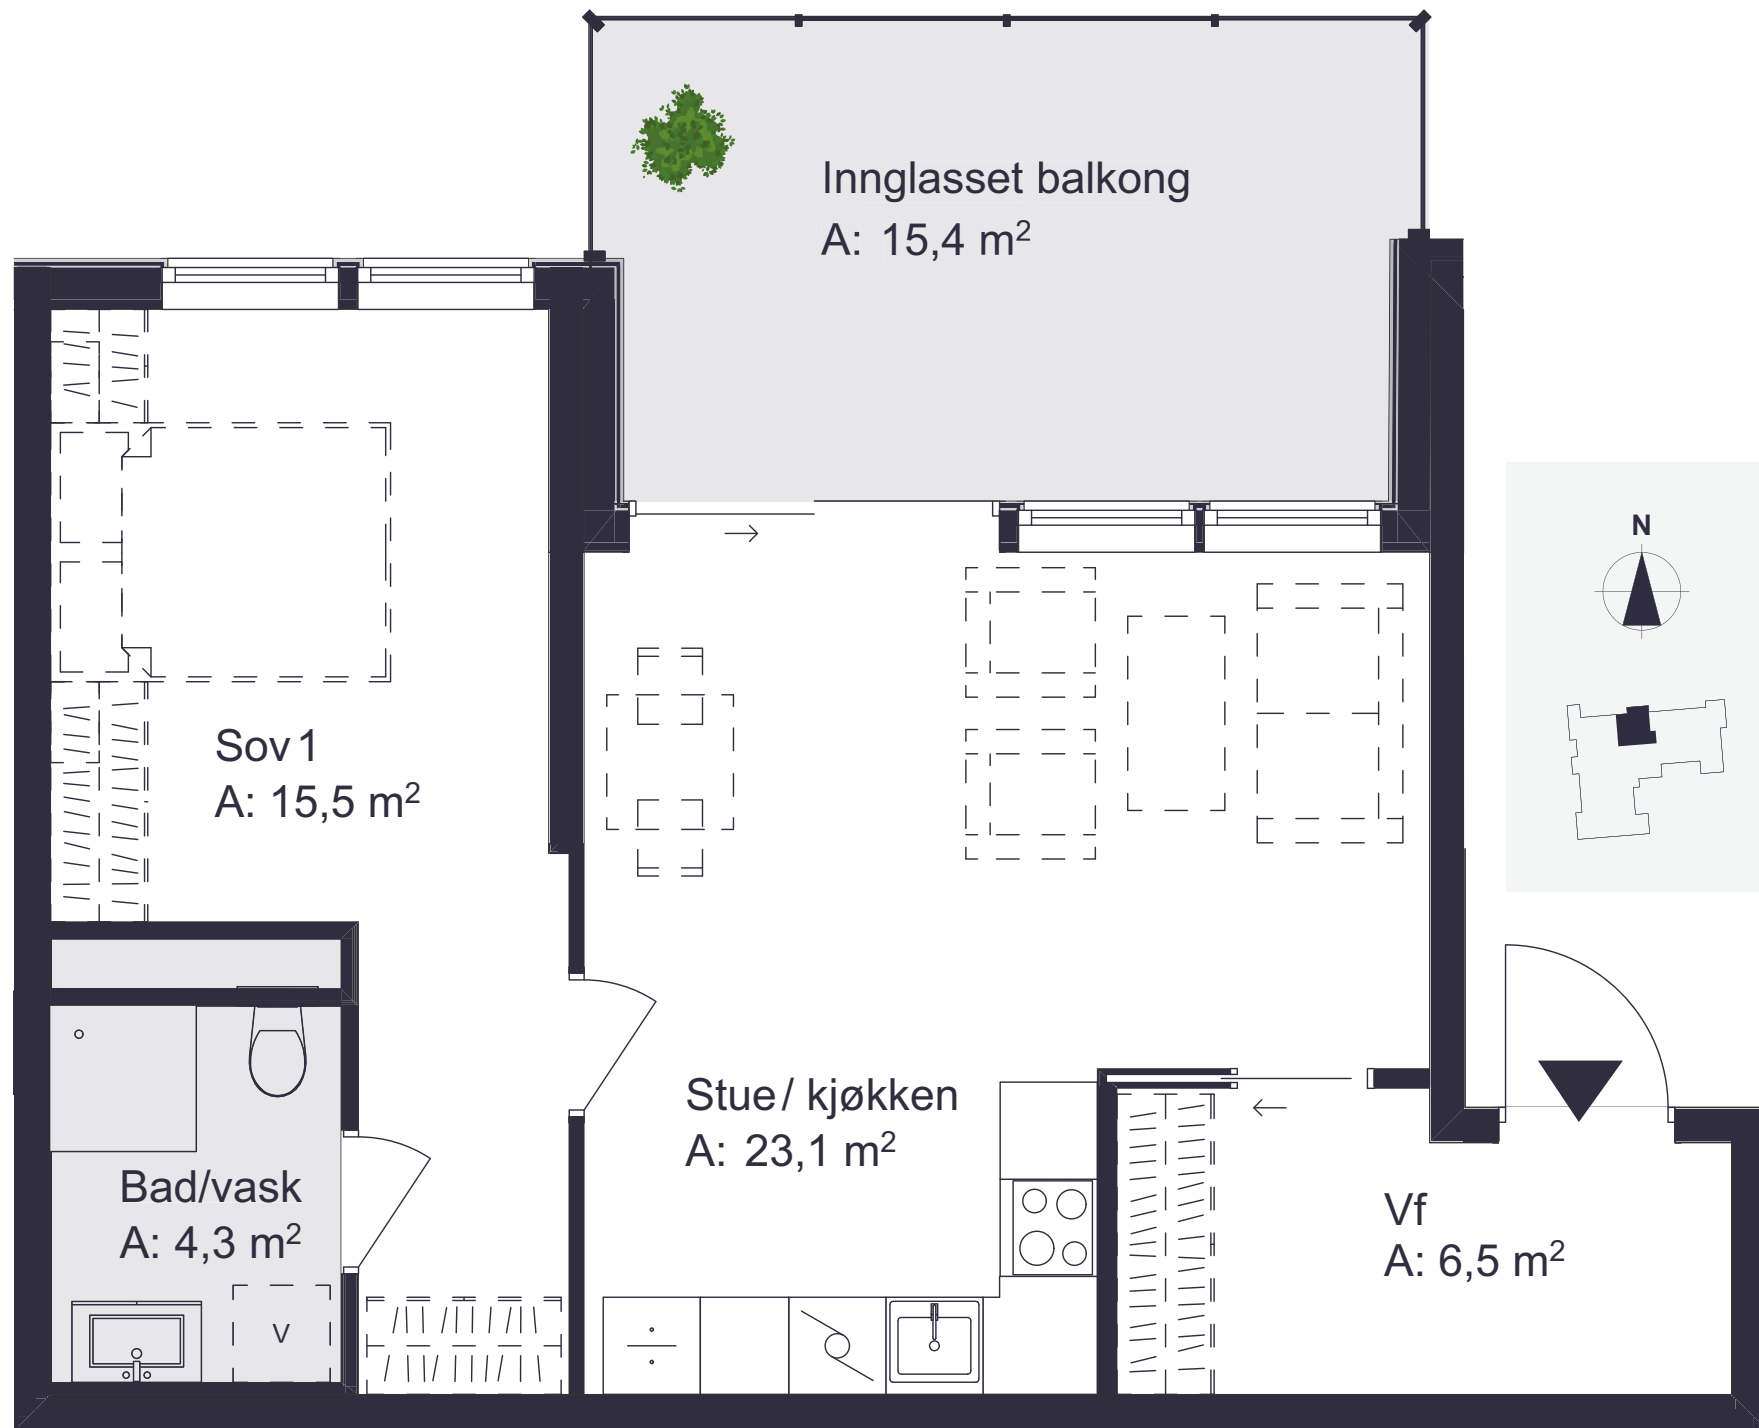 Innglasset balkong
A: 15,4 m²
N
Sov 1
A: 15,5 m²
Stue / kjøkken
A: 23,1 m²
Bad/vask
A: 4,3 m²
Vf
A: 6,5 m²
V